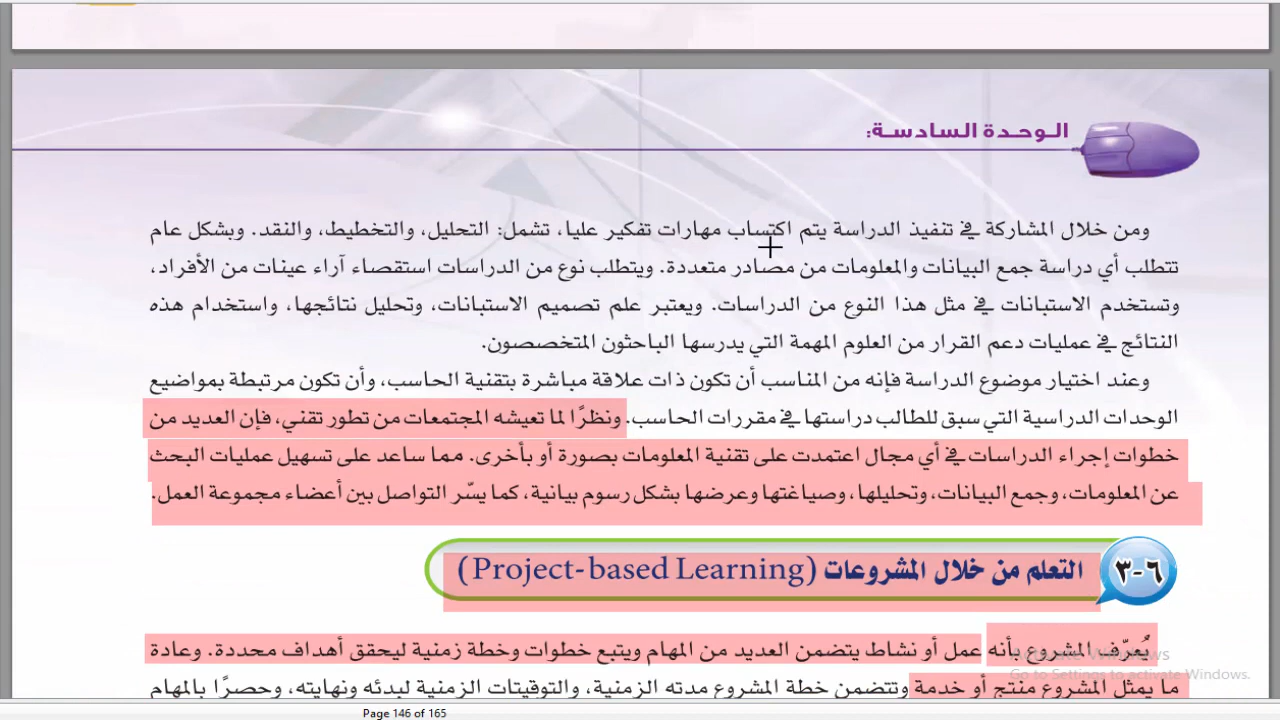 الوحدة السادسة:
ومن خلال المشاركة في تنفيذ الدراسة يتم اكتساب مهارات تفكير عليا، تشمل: التحليل، والتخطيط، والنقد. وبشكل عام
تتطلب أي دراسة جمع البيانات والمعلومات من مصادر متعددة. ويتطلب نوع من الدراسات استقصاء آراء عينات من الأفراد،
وتستخدم الاستبانات في مثل هذا النوع من الدراسات. ويعتبر علم تصميم الاستبانات، وتحليل نتائجها، واستخدام هذه
النتائج في عمليات دعم القرار من العلوم المهمة التي يدرسها الباحثون المتخصصون.
وعند اختيار موضوع الدراسة فإنه من المناسب أن تكون ذات علاقة مباشرة بتقنية الحاسب، وأن تكون مرتبطة بمواضيع
الوحدات الدراسية التي سبق للطالب دراستها في مقررات الحاسب. ونظرًا لما تعيشه المجتمعات من تطور تقني، فإن العديد من
خطوات إجراء الدراسات في أي مجال اعتمدت على تقنية المعلومات بصورة أو بأخرى. مما ساعد على تسهيل عمليات البحث
عن المعلومات، وجمع البيانات، وتحليلها، وصياغتها وعرضها بشكل رسوم بيانية، كما يسّر التواصل بين أعضاء مجموعة العمل.
٦-٣ التعلم من خلال المشروعات (Project-based Learning)
يُعرّف المشروع بأنه عمل أو نشاط يتضمن العديد من المهام ويتبع خطوات وخطة زمنية ليحقق أهداف محددة. وعادة
ما يمثل المشروع منتج أو خدمة وتتضمن خطة المشروع مدته الزمنية، والتوقيتات الزمنية لبدئه ونهايته، وحصرًا بالمهام
Activate Windows
Go to Settings to activate Windows.
Page 146 of 165